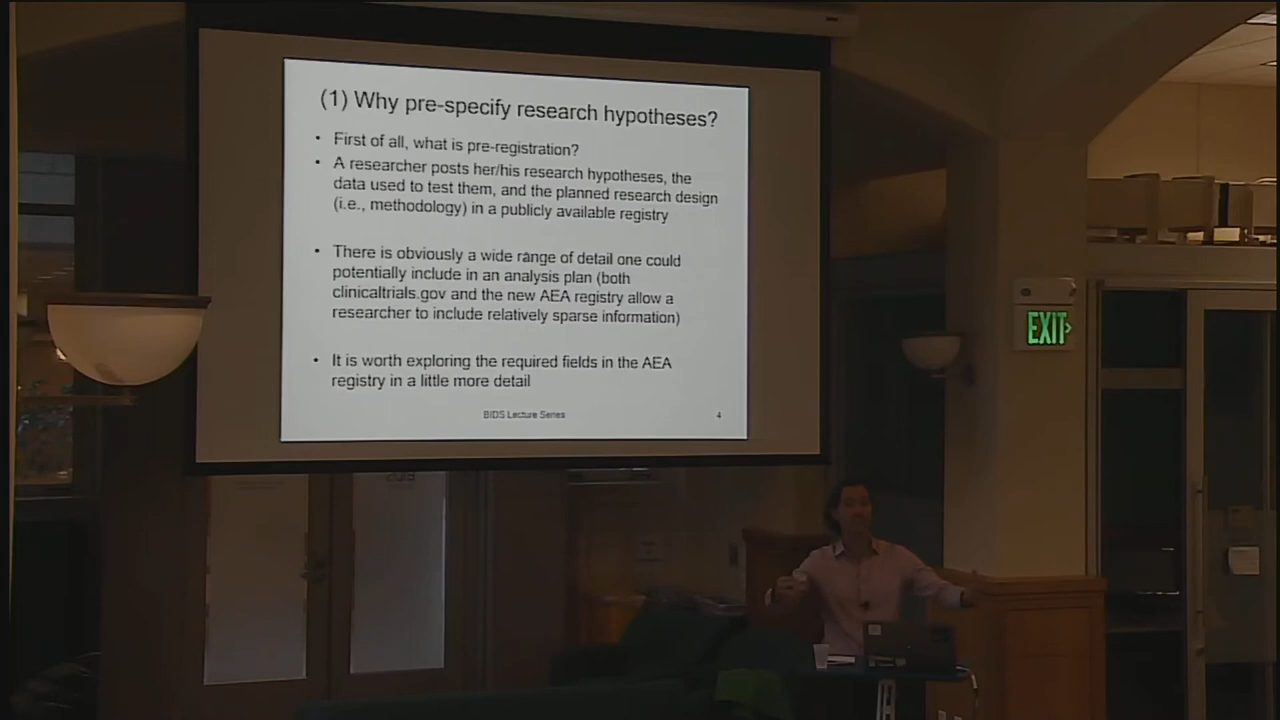 (1) Why pre-specify research hypotheses?
• First of all, what is pre-registration?
• A researcher posts her/his research hypotheses, the
data used to test them, and the planned research design
(i.e., methodology) in a publicly available registry
• There is obviously a wide range of detail one could
potentially include in an analysis plan (both
clinicaltrials.gov and the new AEA registry allow a
researcher to include relatively sparse information)
• It is worth exploring the required fields in the AEA
registry in a little more detail
BIDS Lecture Series
4
EXIT